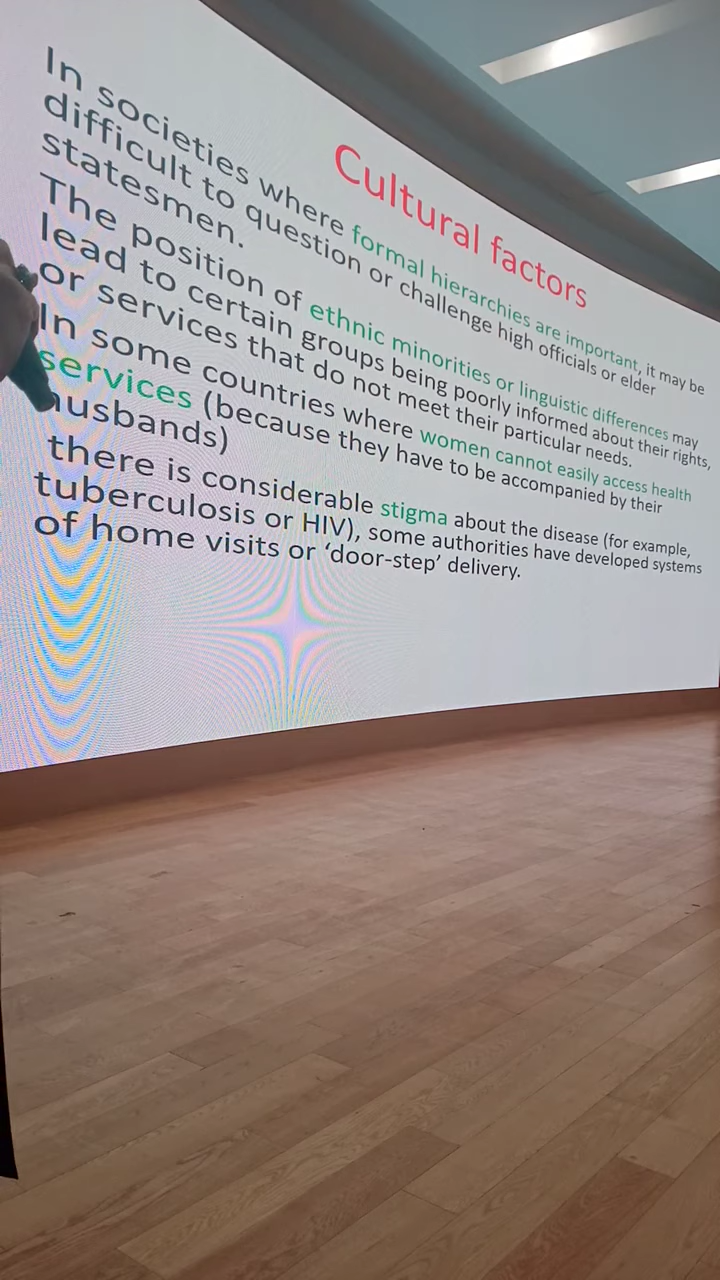 Cultural factors
In societies where formal hierarchies are important, it may be
difficult to question or challenge high officials or elder
statesmen.
The position of ethnic minorities or linguistic differences may
lead to certain groups being poorly informed about their rights,
or services that do not meet their particular needs.
In some countries where women cannot easily access health
services (because they have to be accompanied by their
husbands)
there is considerable stigma about the disease (for example,
tuberculosis or HIV), some authorities have developed systems
of home visits or ‘door-step’ delivery.